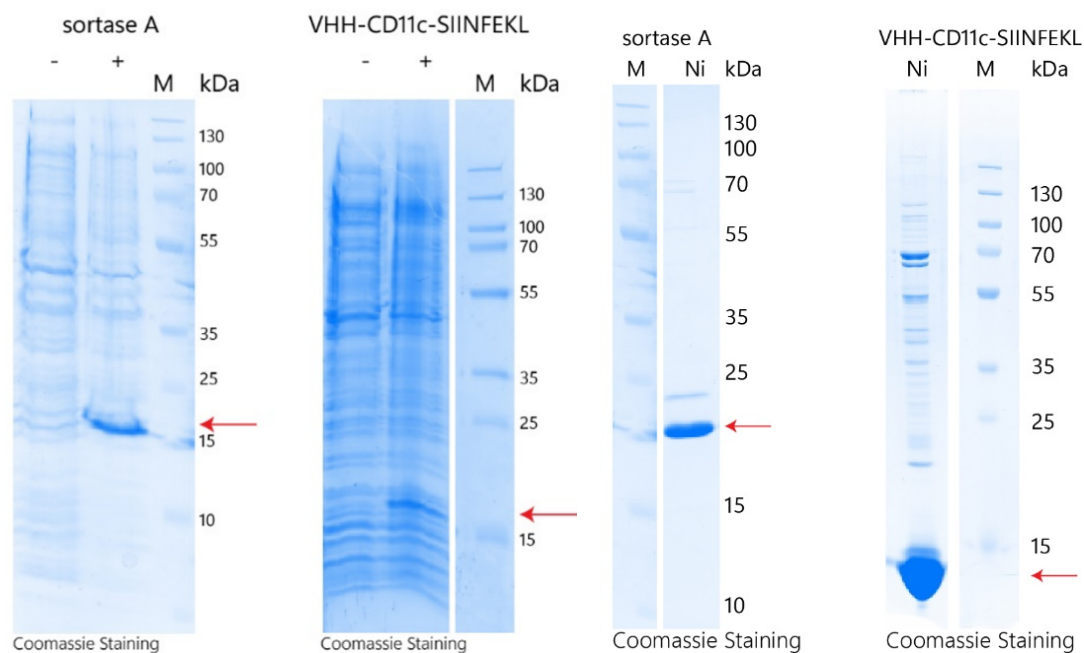 sortase A
- +
M kDa
130
100
70
55
35
25
15
10
Coomassie Staining
VHH-CD11c-SIINFEKL
- +
M kDa
130
100
70
55
35
25
15
Coomassie Staining
sortase A
M Ni kDa
130
100
70
55
35
25
15
10
Coomassie Staining
VHH-CD11c-SIINFEKL
Ni M kDa
130
100
70
55
35
25
15
Coomassie Staining